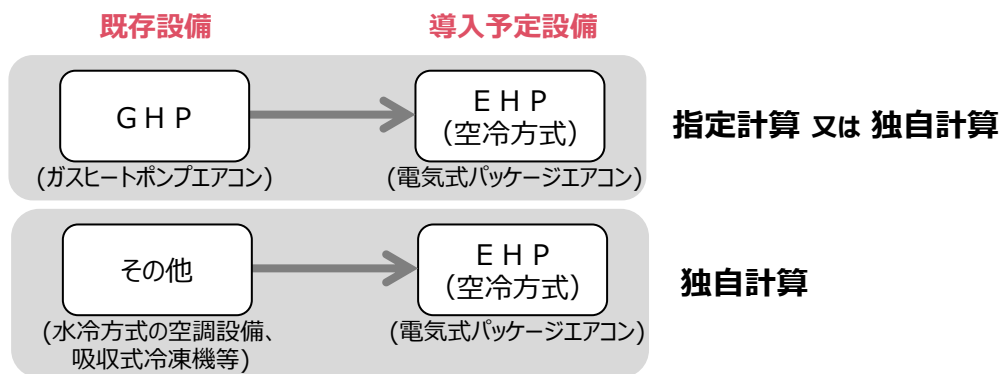 既存設備
導入予定設備
ＧＨＰ
(ガスヒートポンプエアコン)
ＥＨＰ
（空冷方式）
(電気式パッケージエアコン)
指定計算 又は 独自計算
その他
(水冷方式の空調設備、
吸収式冷凍機等)
ＥＨＰ
（空冷方式）
(電気式パッケージエアコン)
独自計算